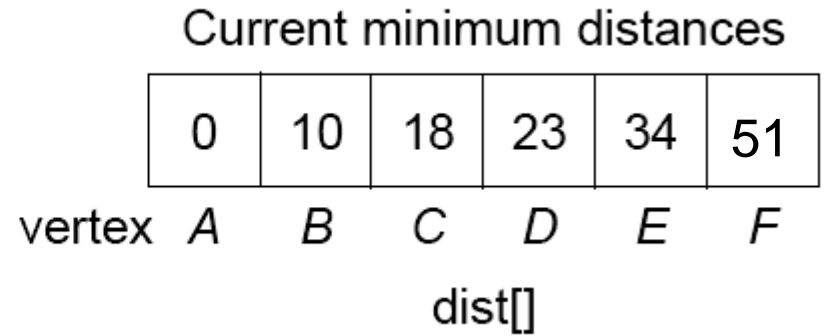 Current minimum distances
0 10 18 23 34 51
vertex A B C D E F
dist[]